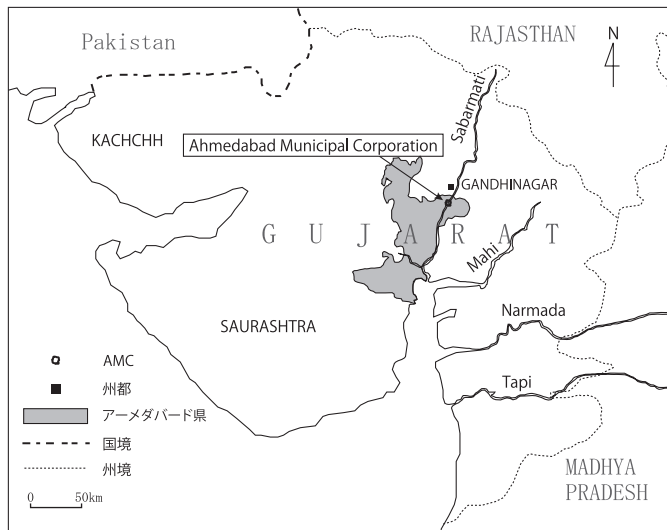 Pakistan
RAJASTHAN
N
KACHCHH
Sabarmati
Ahmedabad Municipal Corporation
GANDHINAGAR
GUJARAT
Mahi
SAURASHTRA
Narmada
Tapi
MADHYA
PRADESH
AMC
州都
アーメダバード県
国境
州境
0 50km